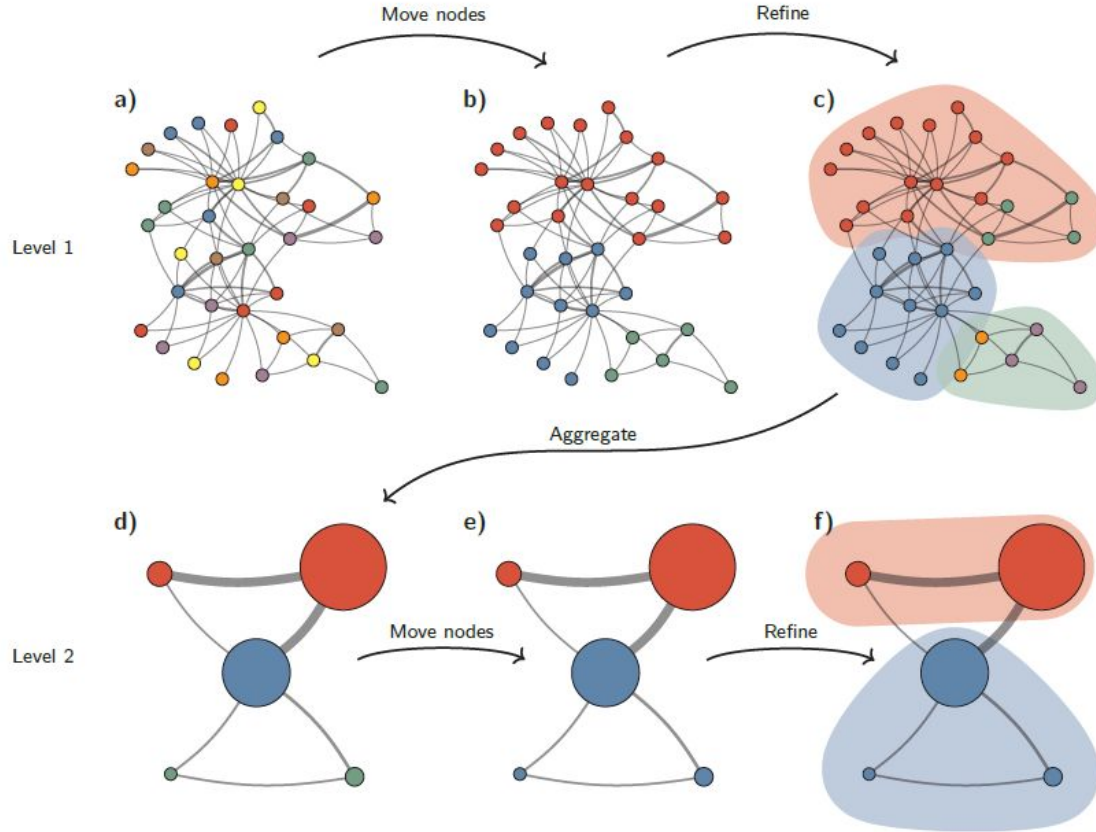 Move nodes
Refine
a)
b)
c)
Level 1
Aggregate
d)
e)
f)
Move nodes
Refine
Level 2